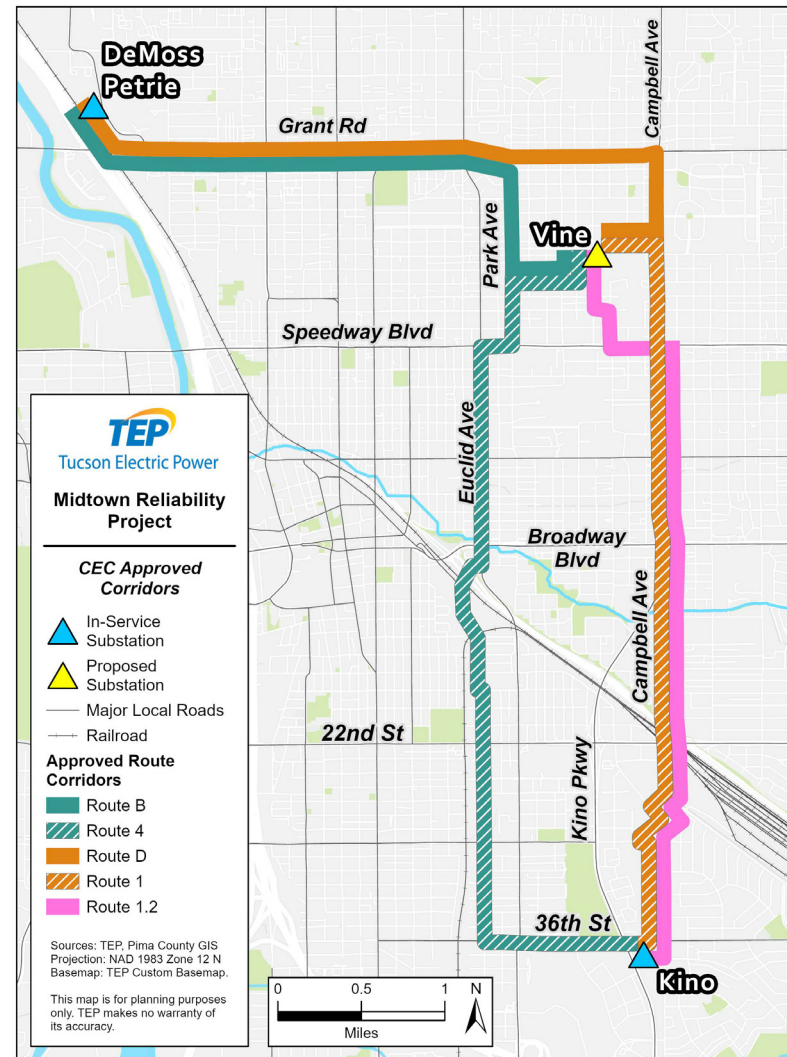 DeMoss
Petrie
Grant Rd
Campbell Ave
Park Ave
Vine
Speedway Blvd
Euclid Ave
Broadway
Blvd
Campbell Ave
22nd St
Kino Pkwy
36th St
Kino
TEP
Tucson Electric Power
Midtown Reliability
Project
CEC Approved
Corridors
In-Service
Substation
Proposed
Substation
Major Local Roads
Railroad
Approved Route
Corridors
Route B
Route 4
Route D
Route 1
Route 1.2
Sources: TEP, Pima County GIS
Projection: NAD 1983 Zone 12 N
Basemap: TEP Custom Basemap.
This map is for planning purposes
only. TEP makes no warranty of
its accuracy.
0 0.5 1
Miles
N